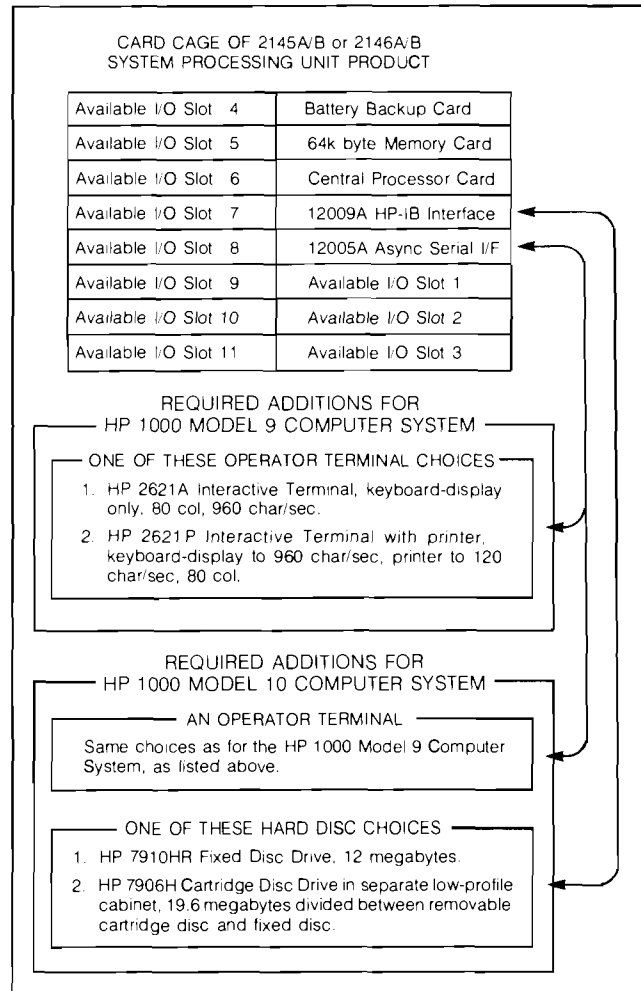 CARD CAGE OF 2145A/B or 2146A/B
SYSTEM PROCESSING UNIT PRODUCT
Available I/O Slot 4 Battery Backup Card
Available I/O Slot 5 64k byte Memory Card
Available I/O Slot 6 Central Processor Card
Available I/O Slot 7 12009A HP-IB Interface
Available I/O Slot 8 12005A Async Serial I/F
Available I/O Slot 9 Available I/O Slot 1
Available I/O Slot 10 Available I/O Slot 2
Available I/O Slot 11 Available I/O Slot 3
REQUIRED ADDITIONS FOR
HP 1000 MODEL 9 COMPUTER SYSTEM
ONE OF THESE OPERATOR TERMINAL CHOICES
1. HP 2621A Interactive Terminal, keyboard-display
only. 80 col, 960 char/sec.
2. HP 2621P Interactive Terminal with printer,
keyboard-display to 960 char/sec, printer to 120
char/sec, 80 col.
REQUIRED ADDITIONS FOR
HP 1000 MODEL 10 COMPUTER SYSTEM
AN OPERATOR TERMINAL
Same choices as for the HP 1000 Model 9 Computer
System, as listed above.
ONE OF THESE HARD DISC CHOICES
1. HP 7910HR Fixed Disc Drive, 12 megabytes.
2. HP 7906H Cartridge Disc Drive in separate low-profile
cabinet, 19.6 megabytes divided between removable
cartridge disc and fixed disc.